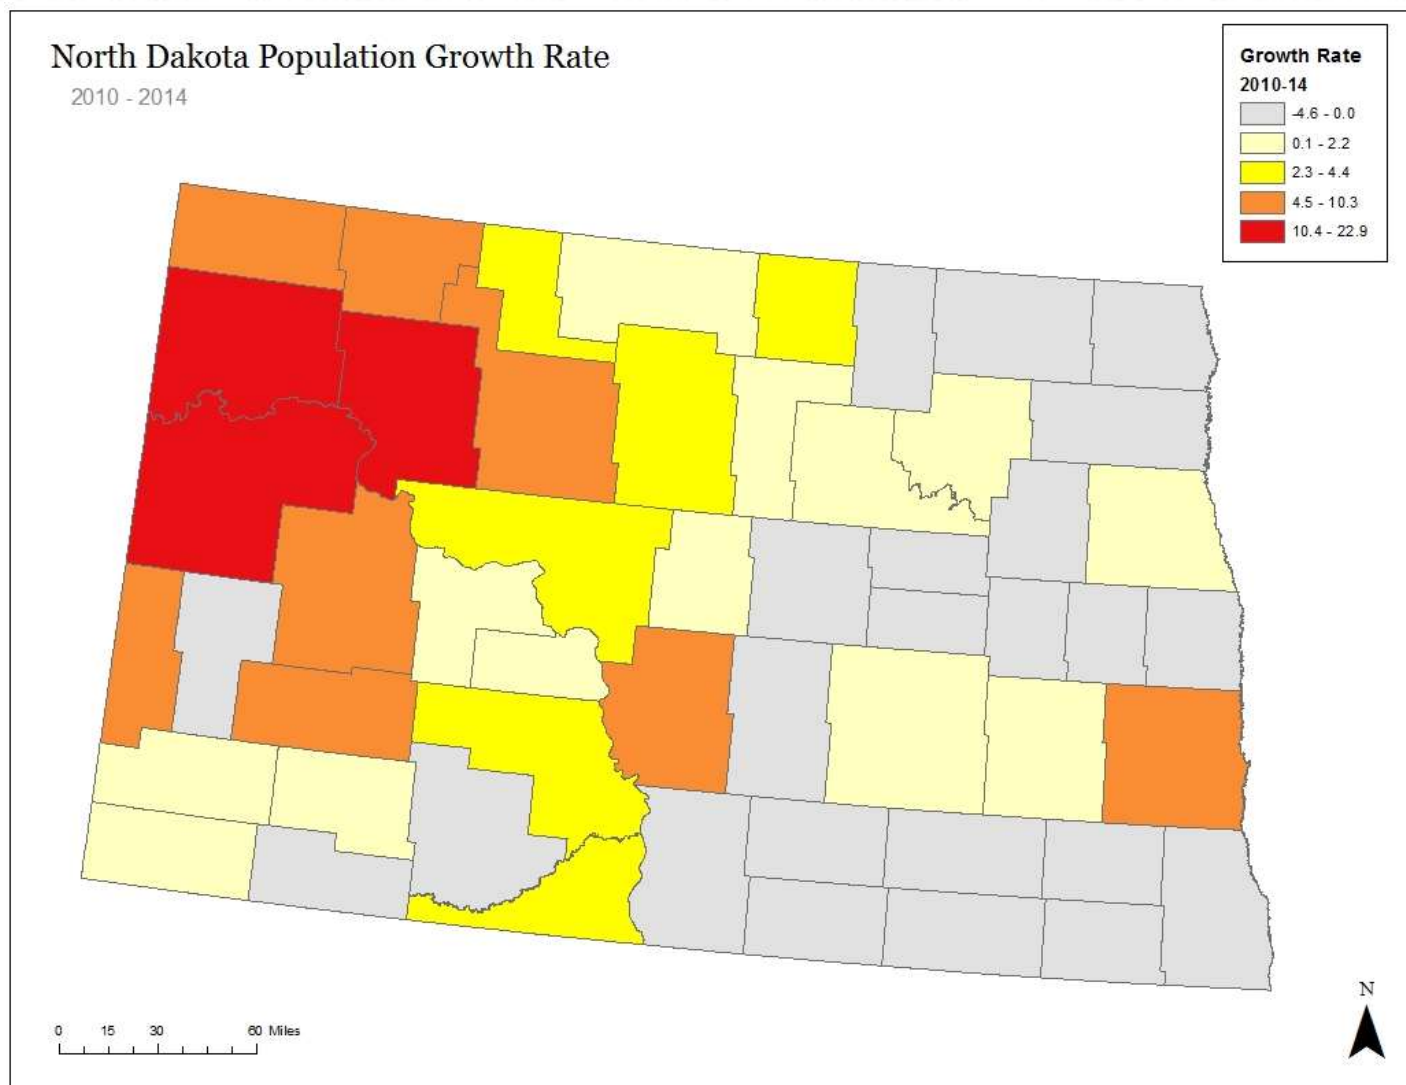 North Dakota Population Growth Rate
2010 - 2014
Growth Rate
2010-14
-4.6 - 0.0
0.1 - 2.2
2.3 - 4.4
4.5 - 10.3
10.4 - 22.9
0 15 30 60 Miles
N